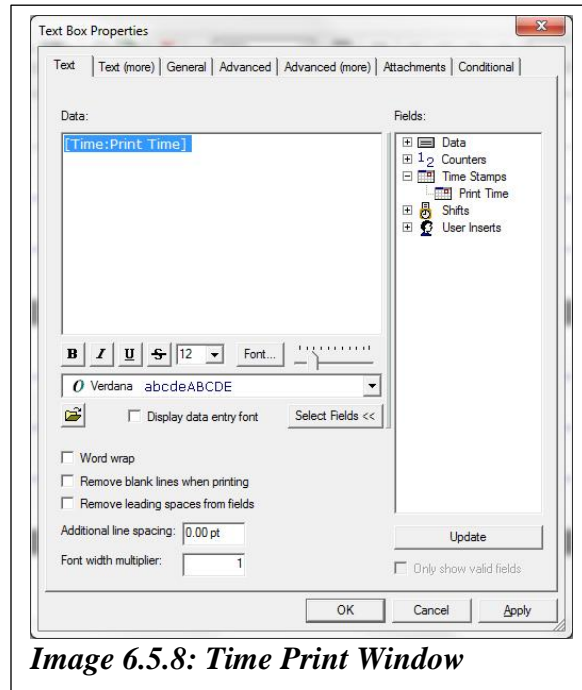 Text Box Properties
Text Text (more) General Advanced Advanced (more) Attachments Conditional
Data:
[Time:Print Time]
Fields:
Data
1 2 Counters
Time Stamps
Print Time
Shifts
User Inserts
B I U S 12 Font...
O Verdana abcdeABCDE
Display data entry font Select Fields <<
Word wrap
Remove blank lines when printing
Remove leading spaces from fields
Additional line spacing: 0.00 pt
Font width multiplier: 1
Update
Only show valid fields
OK Cancel Apply
Image 6.5.8: Time Print Window